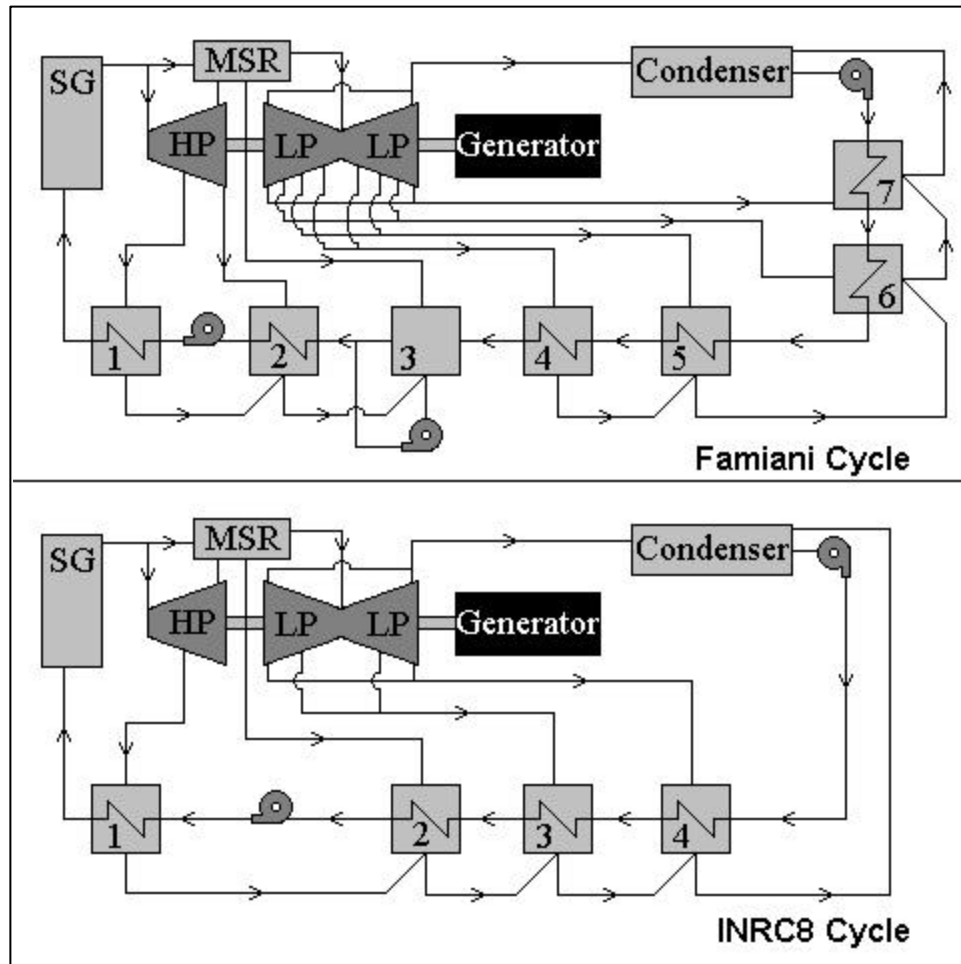 SG
MSR
Condenser
HP
LP
LP
Generator
7
6
1
2
3
4
5
Famiani Cycle
SG
MSR
Condenser
HP
LP
LP
Generator
1
2
3
4
INRC8 Cycle